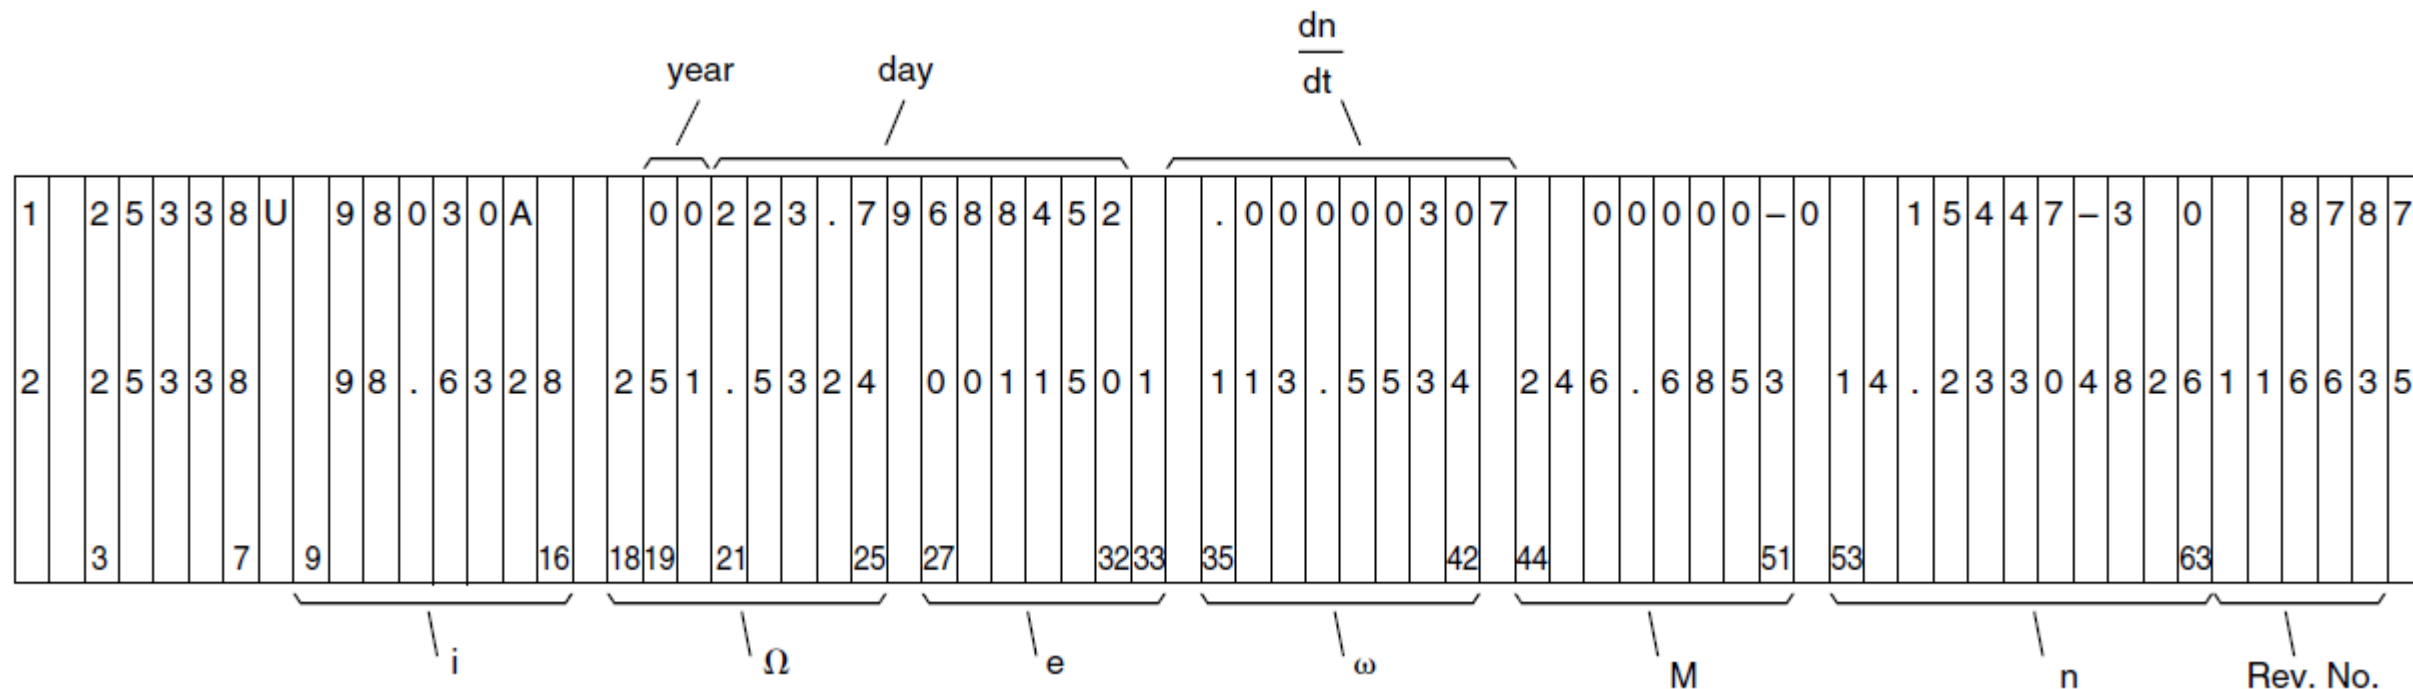 dn
year day dt
1 25338U 98030A 00223.79688452 .00000307 00000–0 15447–3 0 8787
2 25338 98.6328 251.5324 0011501 113.5534 246.6853 14.23304826116635
3 7 9 16 18 19 21 25 27 32 33 35 42 44 51 53 63
i Ω e ω M n Rev. No.